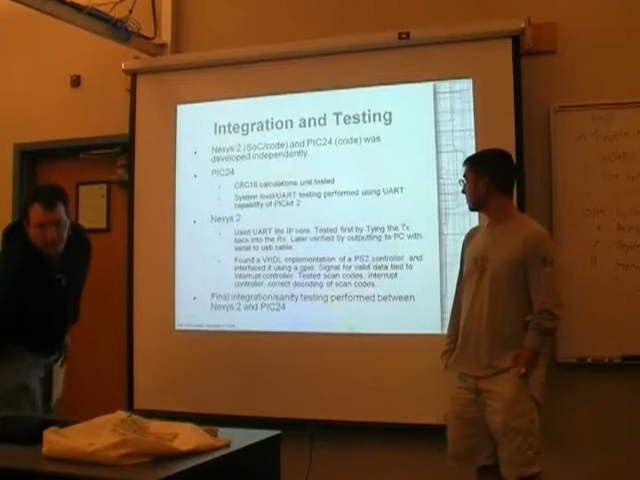 Integration and Testing
Nexys 2 (SoC/code) and PIC24 (code) was
developed independently.
PIC24
CRC16 calculations unit tested
System level UART testing performed using UART
capability of PICkit 2
Nexys 2
Used UART lite IP core. Tested first by Tying the Tx
back into the Rx. Later verified by outputting to PC with
serial to usb cable.
Found a VHDL implementation of a PS2 controller and
interfaced it using a gpio. Signal for valid data tied to
interrupt controller. Tested scan codes, interrupt
controller, correct decoding of scan codes.
Final integration/sanity testing performed between
Nexys 2 and PIC24